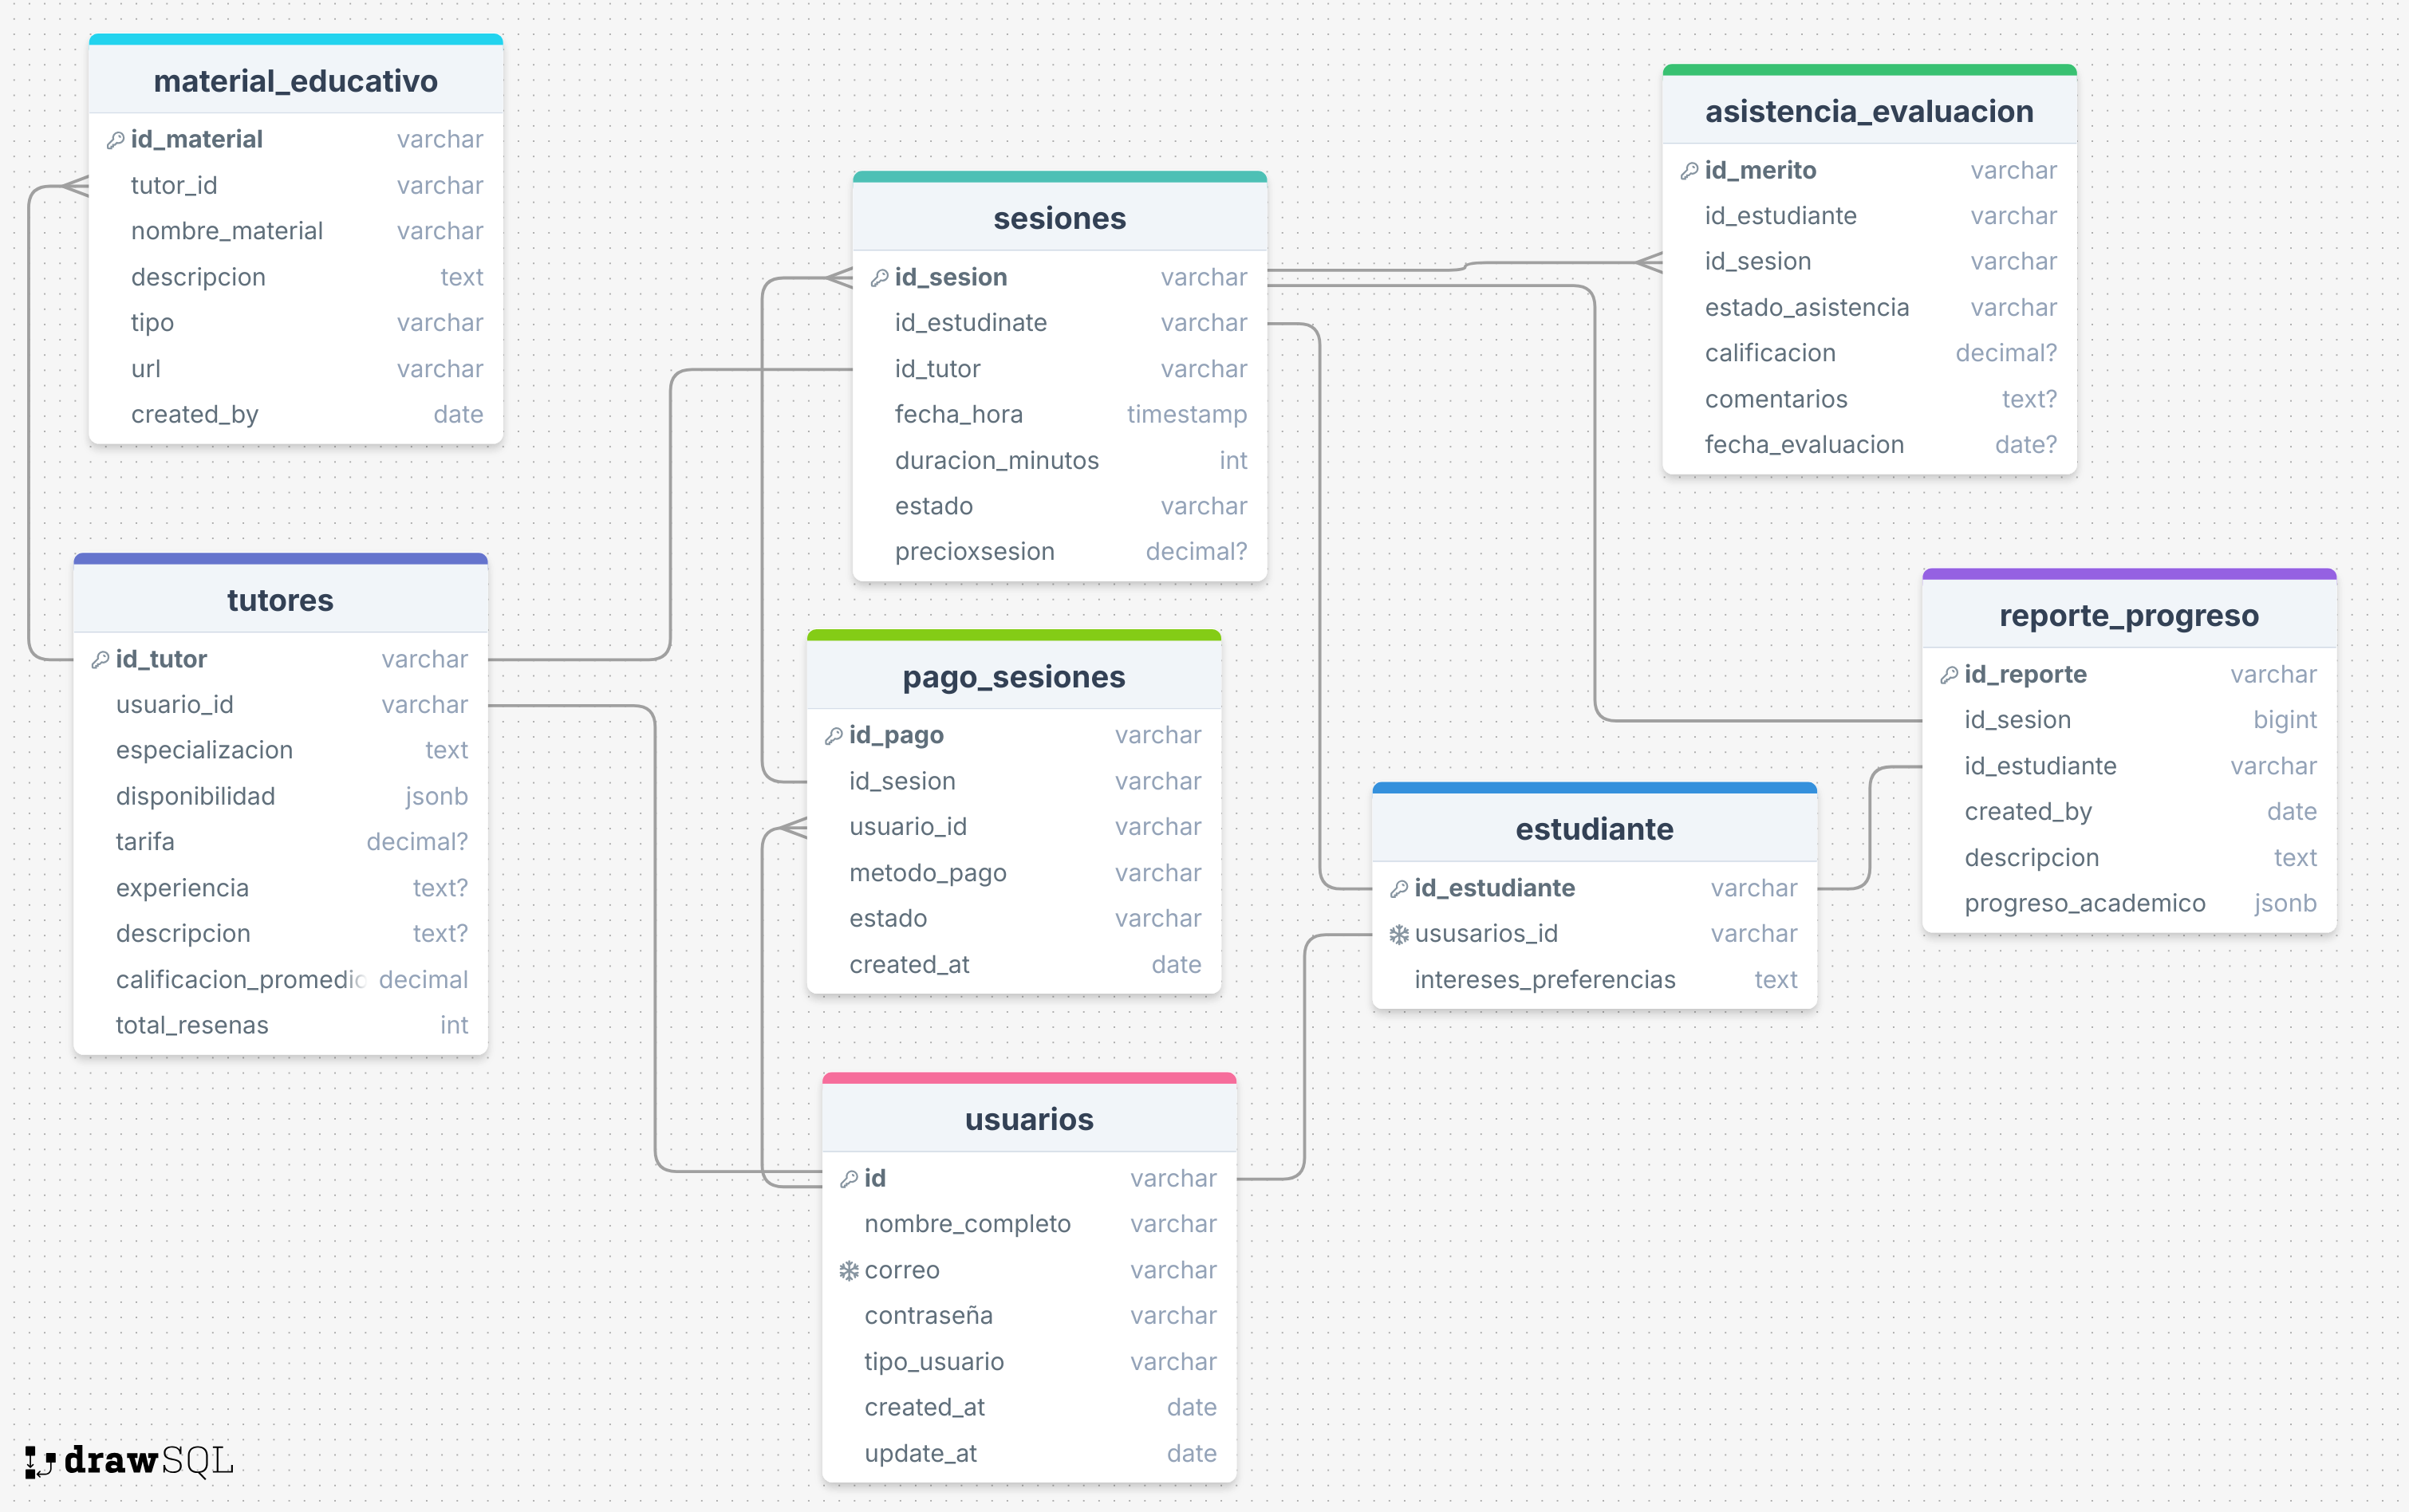 material_educativo
id_material varchar
tutor_id varchar
nombre_material varchar
descripcion text
tipo varchar
url varchar
created_by date
asistencia_evaluacion
id_merito varchar
id_estudiante varchar
id_sesion varchar
estado_asistencia varchar
calificacion decimal?
comentarios text?
fecha_evaluacion date?
sesiones
id_sesion varchar
id_estudinate varchar
id_tutor varchar
fecha_hora timestamp
duracion_minutos int
estado varchar
precioxsesion decimal?
tutores
id_tutor varchar
usuario_id varchar
especializacion text
disponibilidad jsonb
tarifa decimal?
experiencia text?
descripcion text?
calificacion_promedio decimal
total_resenas int
pago_sesiones
id_pago varchar
id_sesion varchar
usuario_id varchar
metodo_pago varchar
estado varchar
created_at date
reporte_progreso
id_reporte varchar
id_sesion bigint
id_estudiante varchar
created_by date
descripcion text
progreso_academico jsonb
estudiante
id_estudiante varchar
ususarios_id varchar
intereses_preferencias text
usuarios
id varchar
nombre_completo varchar
correo varchar
contraseña varchar
tipo_usuario varchar
created_at date
update_at date
drawSQL